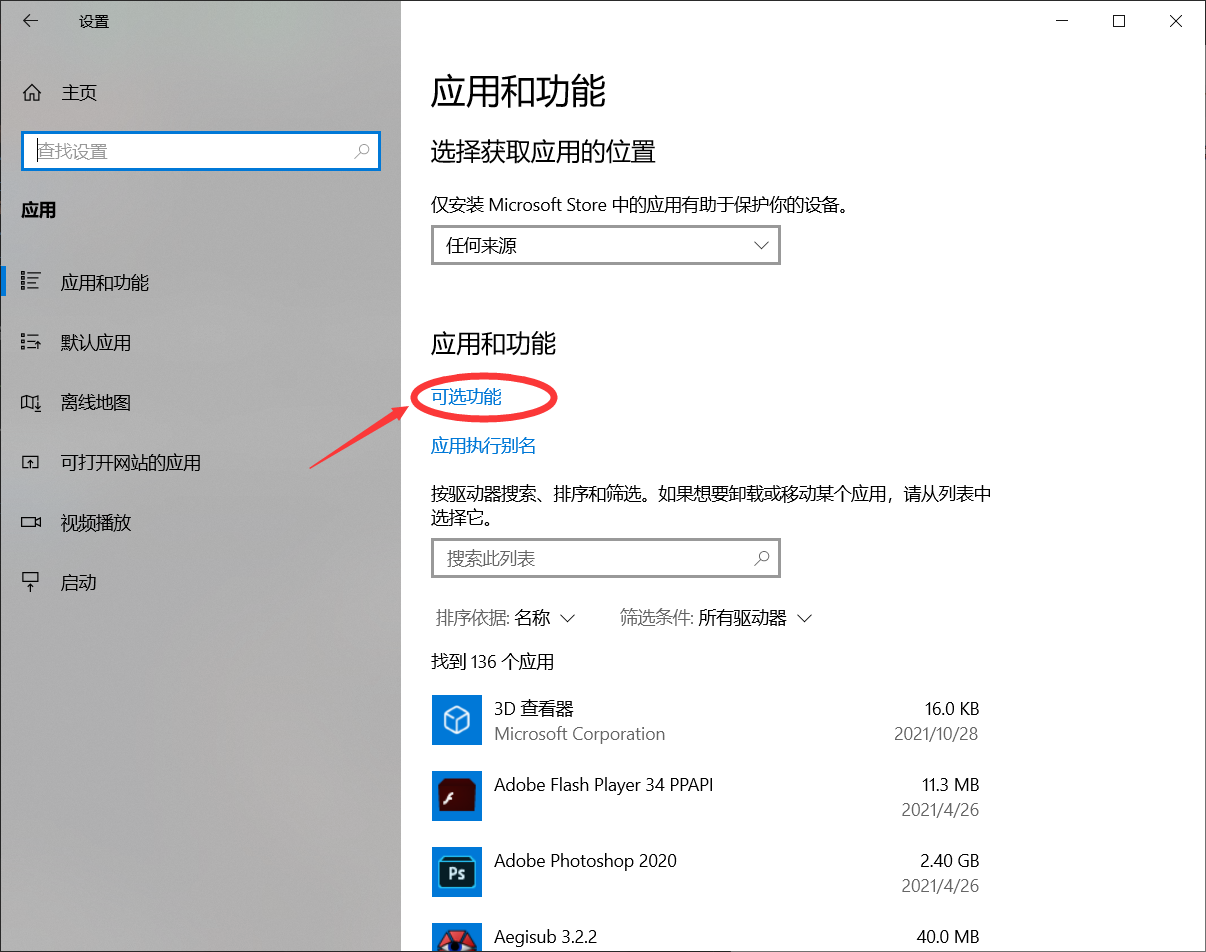 设置
主页
查找设置
应用
应用和功能
默认应用
离线地图
可打开网站的应用
视频播放
启动
应用和功能
选择获取应用的位置
仅安装 Microsoft Store 中的应用有助于保护你的设备。
任何来源
应用和功能
可选功能
应用执行别名
按驱动器搜索、排序和筛选。如果想要卸载或移动某个应用，请从列表中
选择它。
搜索此列表
排序依据: 名称 筛选条件: 所有驱动器
找到 136 个应用
3D 查看器 16.0 KB
Microsoft Corporation 2021/10/28
Adobe Flash Player 34 PPAPI 11.3 MB
2021/4/26
Ps Adobe Photoshop 2020 2.40 GB
2021/4/26
Aegisub 3.2.2 40.0 MB